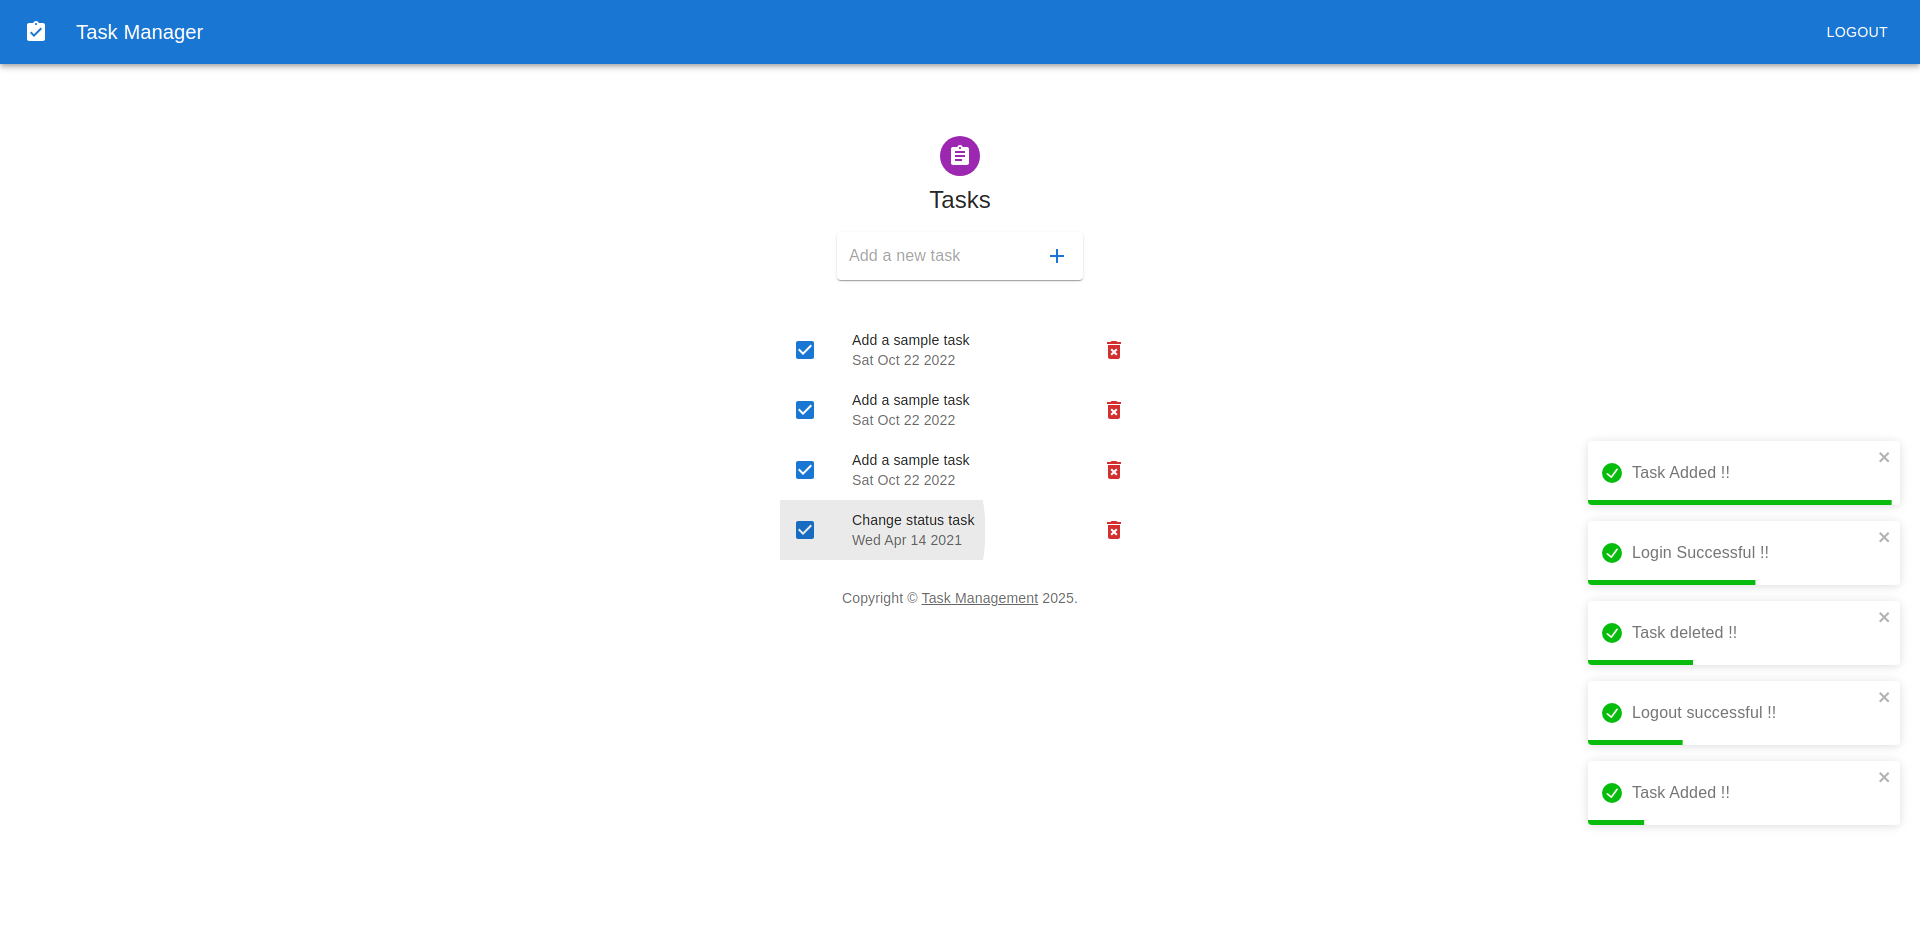 Task Manager
LOGOUT
Tasks
Add a new task
Add a sample task
Sat Oct 22 2022
Add a sample task
Sat Oct 22 2022
Add a sample task
Sat Oct 22 2022
Change status task
Wed Apr 14 2021
Copyright © Task Management 2025.
Task Added !!
Login Successful !!
Task deleted !!
Logout successful !!
Task Added !!